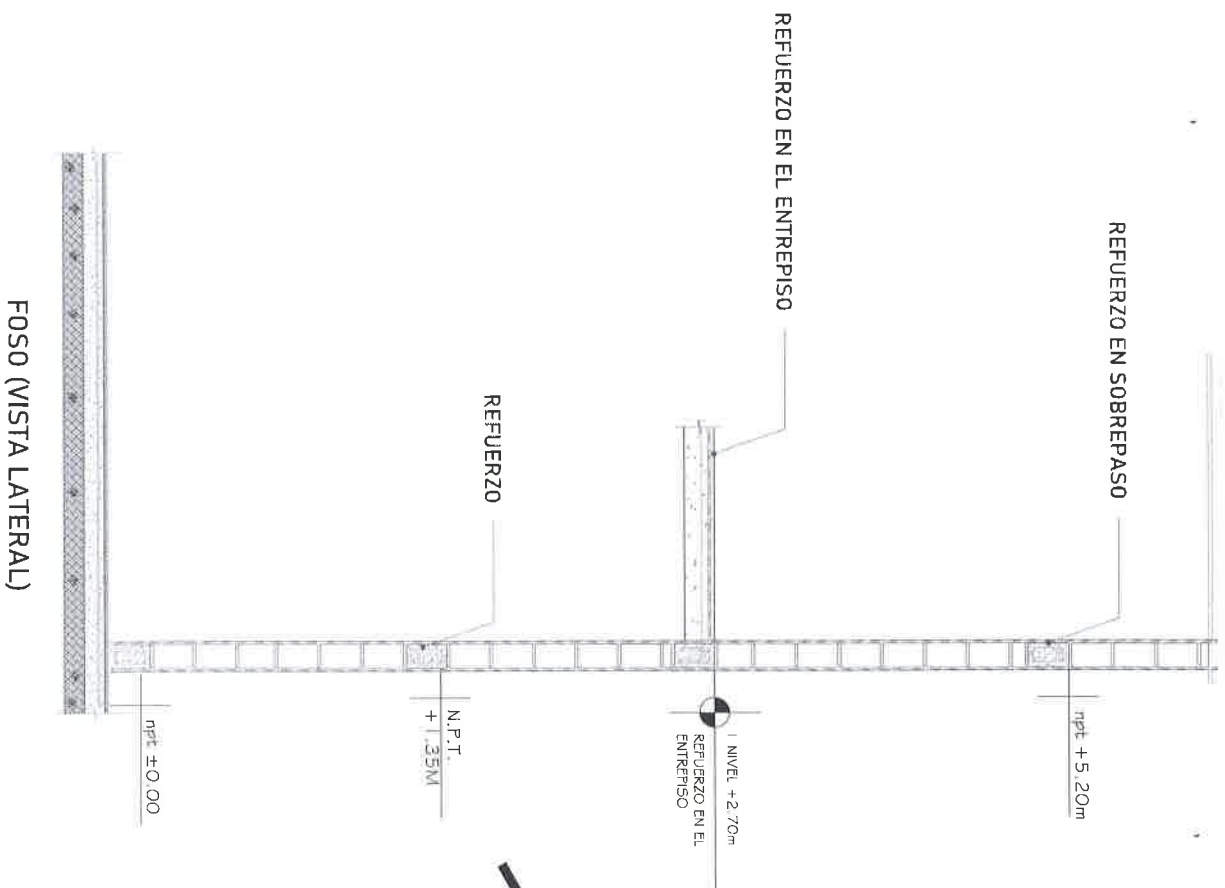 REFUERZO EN SOBREPASO
npt +5.20m
REFUERZO EN EL ENTREPISO
1 NIVEL +2.70m
REFUERZO EN EL
ENTREPISO
REFUERZO
N.P.T.
+1.35M
npt ±0.00
FOSO (VISTA LATERAL)